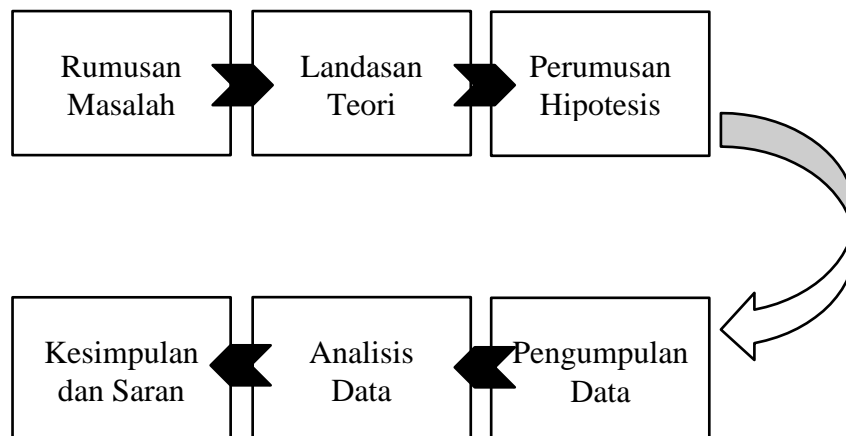 Rumusan
Masalah
Landasan
Teori
Perumusan
Hipotesis
Pengumpulan
Data
Analisis
Data
Kesimpulan
dan Saran